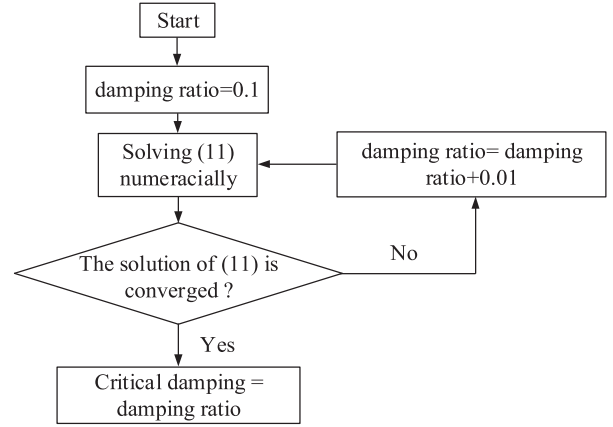 Start
damping ratio=0.1
Solving (11)
numeracially
damping ratio= damping
ratio+0.01
The solution of (11) is
converged ?
No
Yes
Critical damping =
damping ratio